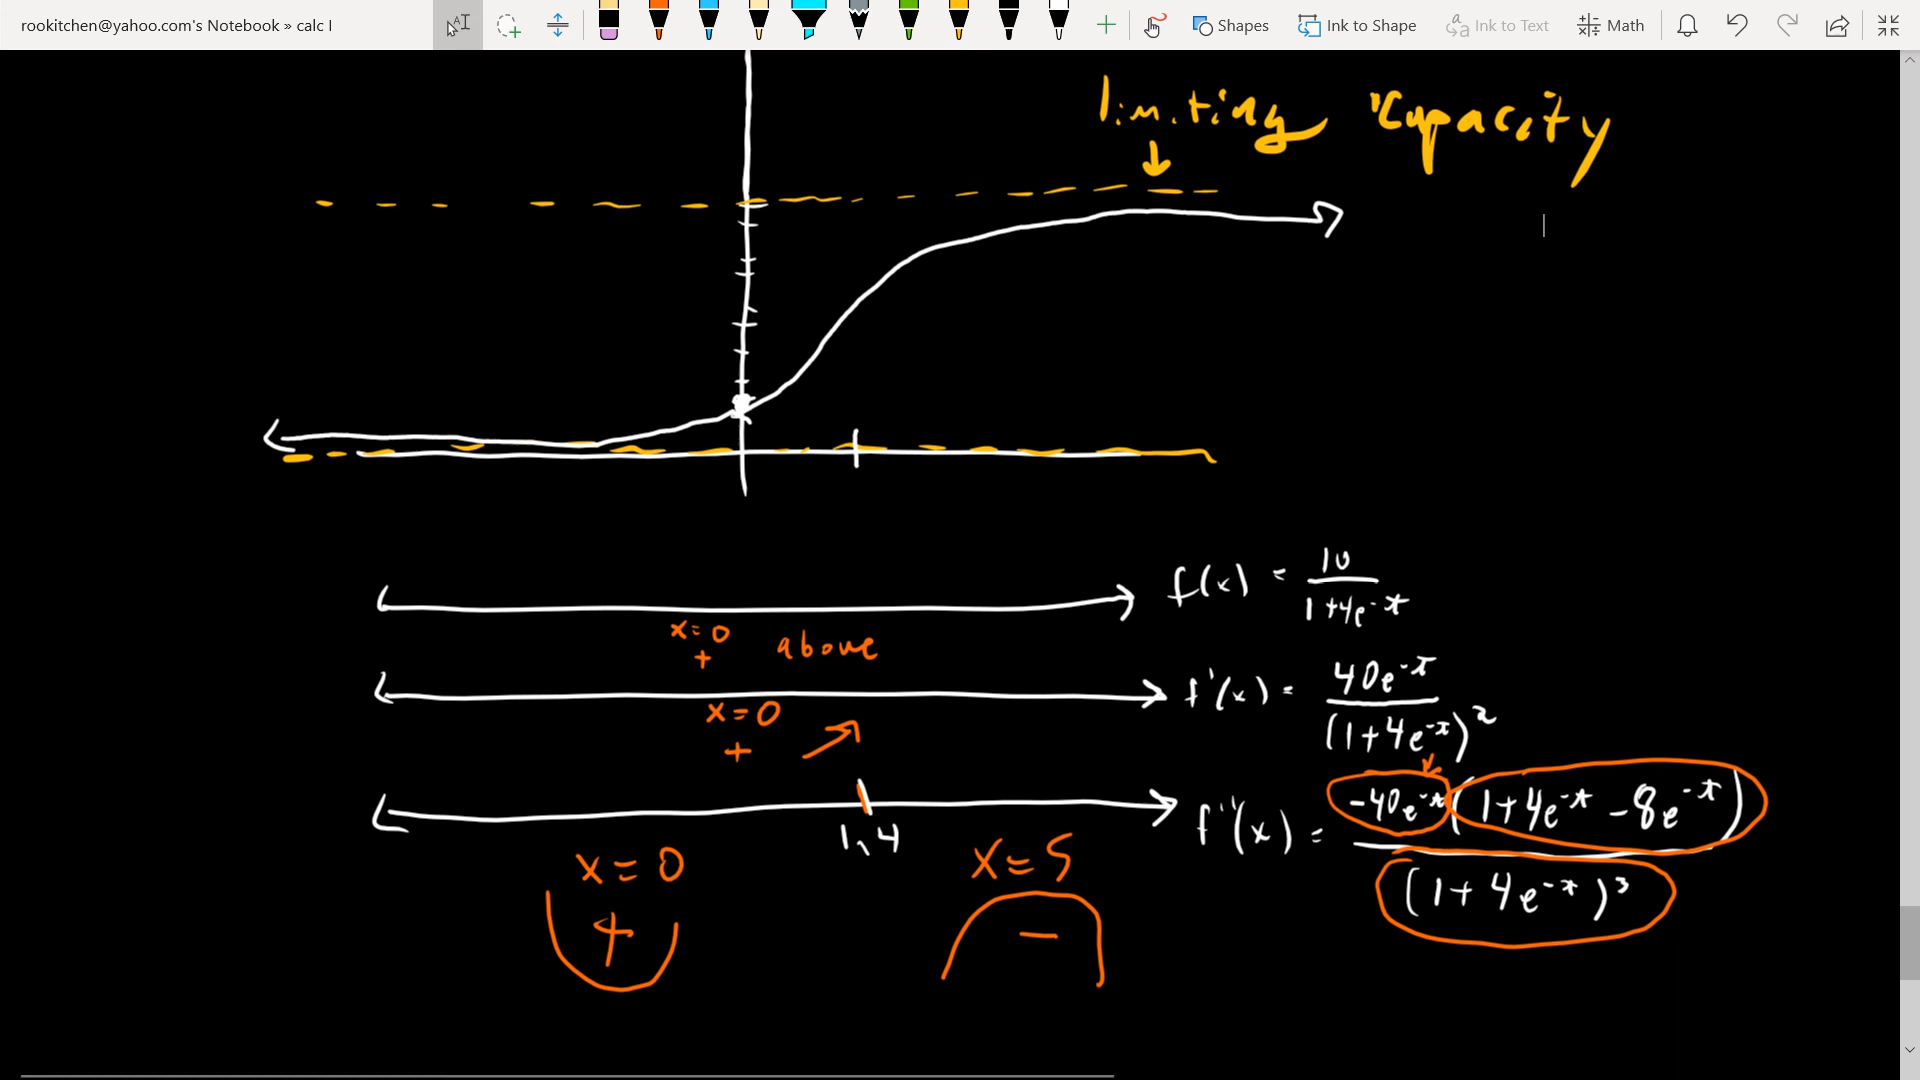 rookitchen@yahoo.com's Notebook » calc I
Shapes
Ink to Shape
Ink to Text
Math
limiting capacity
f(x) = 10 / 1+4e^-x
x=0 above
+
f'(x) = 40e^-x / (1+4e^-x)^2
x=0
+
f''(x) = -40e^-x (1+4e^-x -8e^-x) / (1+4e^-x)^3
1.4
x=0
+
x=5
−